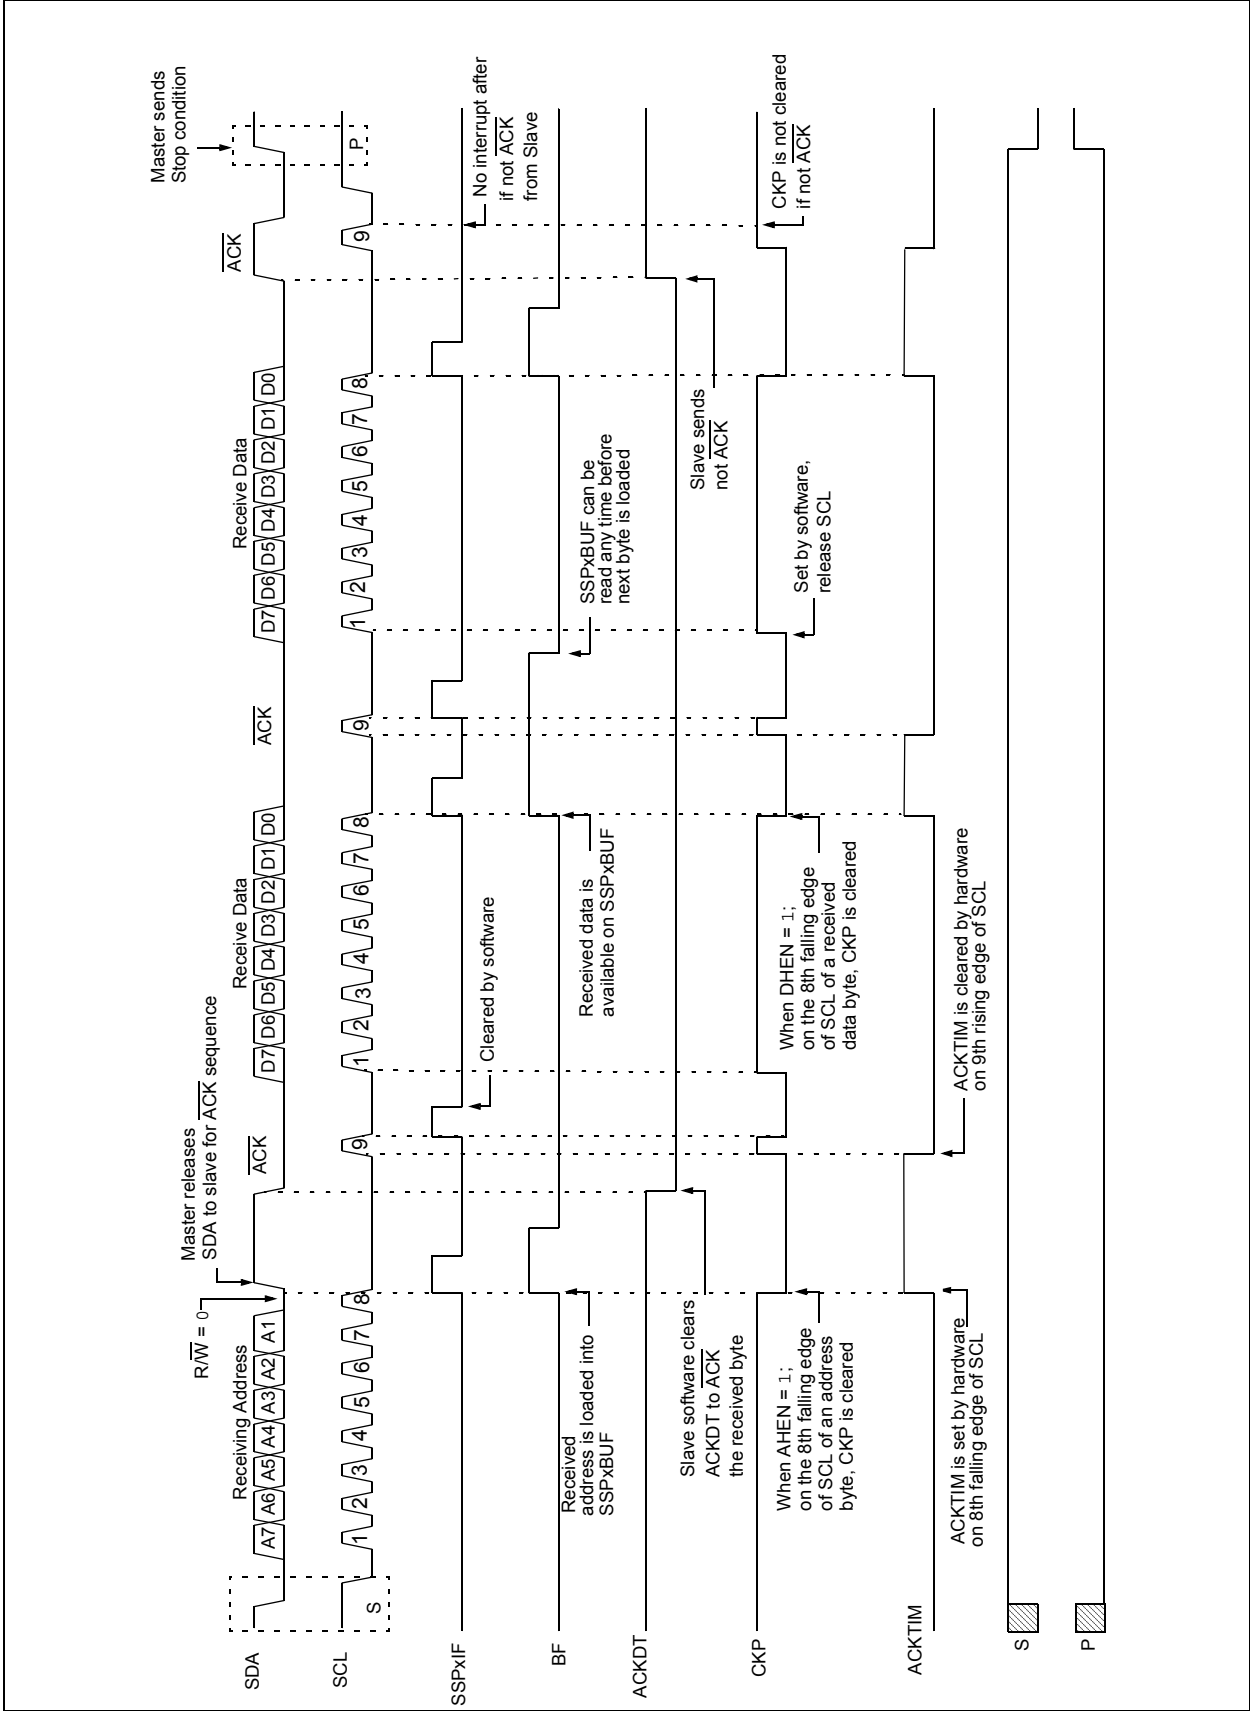 Master sends
Stop condition
Master releases
SDA to slave for ACK sequence
Receiving Address
R/W = 0
ACK
Receive Data
ACK
Receive Data
ACK
SDA
A7 A6 A5 A4 A3 A2 A1
D7 D6 D5 D4 D3 D2 D1 D0
D7 D6 D5 D4 D3 D2 D1 D0
SCL
S
1 2 3 4 5 6 7 8 9
1 2 3 4 5 6 7 8 9
1 2 3 4 5 6 7 8 9
P
SSPxIF
Cleared by software
No interrupt after
if not ACK
from Slave
BF
Received
address is loaded into
SSPxBUF
Received data is
available on SSPxBUF
SSPxBUF can be
read any time before
next byte is loaded
ACKDT
Slave software clears
ACKDT to ACK
the received byte
Slave sends
not ACK
CKP
When AHEN = 1;
on the 8th falling edge
of SCL of an address
byte, CKP is cleared
When DHEN = 1;
on the 8th falling edge
of SCL of a received
data byte, CKP is cleared
Set by software,
release SCL
CKP is not cleared
if not ACK
ACKTIM
ACKTIM is set by hardware
on 8th falling edge of SCL
ACKTIM is cleared by hardware
on 9th rising edge of SCL
S
P